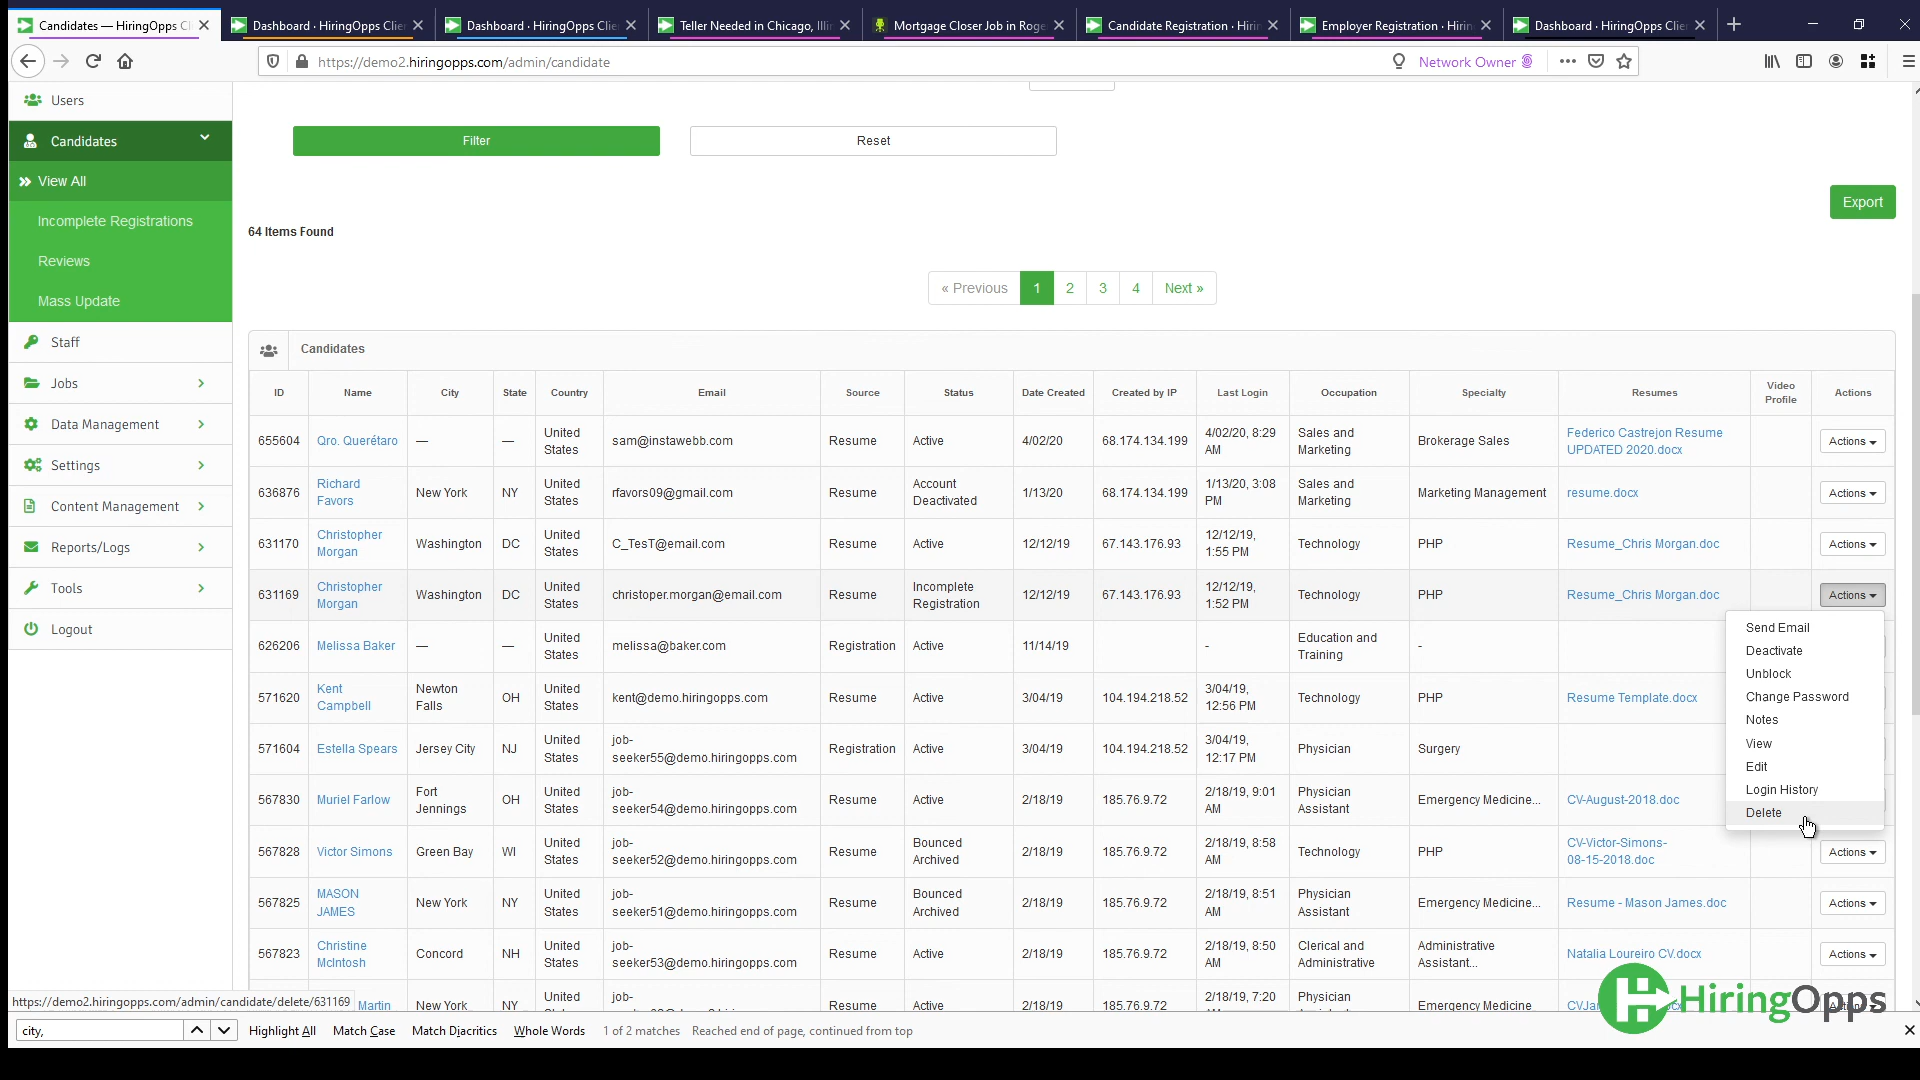 Candidates — HiringOpps Cli
Dashboard · HiringOpps Clie
Dashboard · HiringOpps Clie
Teller Needed in Chicago, Illin
Mortgage Closer Job in Roge
Candidate Registration · Hirin
Employer Registration · Hirin
Dashboard · HiringOpps Clie
https://demo2.hiringopps.com/admin/candidate
Network Owner
Users
Candidates
View All
Incomplete Registrations
Reviews
Mass Update
Staff
Jobs
Data Management
Settings
Content Management
Reports/Logs
Tools
Logout
Filter
Reset
Export
64 Items Found
« Previous 1 2 3 4 Next »
Candidates
ID Name City State Country Email Source Status Date Created Created by IP Last Login Occupation Specialty Resumes Video Profile Actions
655604 Qro. Querétaro — — United States sam@instawebb.com Resume Active 4/02/20 68.174.134.199 4/02/20, 8:29 AM Sales and Marketing Brokerage Sales Federico Castrejon Resume UPDATED 2020.docx Actions
636876 Richard Favors New York NY United States rfavors09@gmail.com Resume Account Deactivated 1/13/20 68.174.134.199 1/13/20, 3:08 PM Sales and Marketing Marketing Management resume.docx Actions
631170 Christopher Morgan Washington DC United States C_TesT@email.com Resume Active 12/12/19 67.143.176.93 12/12/19, 1:55 PM Technology PHP Resume_Chris Morgan.doc Actions
631169 Christopher Morgan Washington DC United States christoper.morgan@email.com Resume Incomplete Registration 12/12/19 67.143.176.93 12/12/19, 1:52 PM Technology PHP Resume_Chris Morgan.doc Actions
626206 Melissa Baker — — United States melissa@baker.com Registration Active 11/14/19 - Education and Training -
571620 Kent Campbell Newton Falls OH United States kent@demo.hiringopps.com Resume Active 3/04/19 104.194.218.52 3/04/19, 12:56 PM Technology PHP Resume Template.docx
571604 Estella Spears Jersey City NJ United States job-seeker55@demo.hiringopps.com Registration Active 3/04/19 104.194.218.52 3/04/19, 12:17 PM Physician Surgery
567830 Muriel Farlow Fort Jennings OH United States job-seeker54@demo.hiringopps.com Resume Active 2/18/19 185.76.9.72 2/18/19, 9:01 AM Physician Assistant Emergency Medicine... CV-August-2018.doc
567828 Victor Simons Green Bay WI United States job-seeker52@demo.hiringopps.com Resume Bounced Archived 2/18/19 185.76.9.72 2/18/19, 8:58 AM Technology PHP CV-Victor-Simons-08-15-2018.doc Actions
567825 MASON JAMES New York NY United States job-seeker51@demo.hiringopps.com Resume Bounced Archived 2/18/19 185.76.9.72 2/18/19, 8:51 AM Physician Assistant Emergency Medicine... Resume - Mason James.doc Actions
567823 Christine McIntosh Concord NH United States job-seeker53@demo.hiringopps.com Resume Active 2/18/19 185.76.9.72 2/18/19, 8:50 AM Clerical and Administrative Administrative Assistant... Natalia Loureiro CV.docx Actions
Martin New York NY United job- Resume Active 2/18/19 185.76.9.72 2/18/19, 7:20 Physician Emergency Medicine
Send Email
Deactivate
Unblock
Change Password
Notes
View
Edit
Login History
Delete
HiringOpps
https://demo2.hiringopps.com/admin/candidate/delete/631169
city,
Highlight All Match Case Match Diacritics Whole Words 1 of 2 matches Reached end of page, continued from top